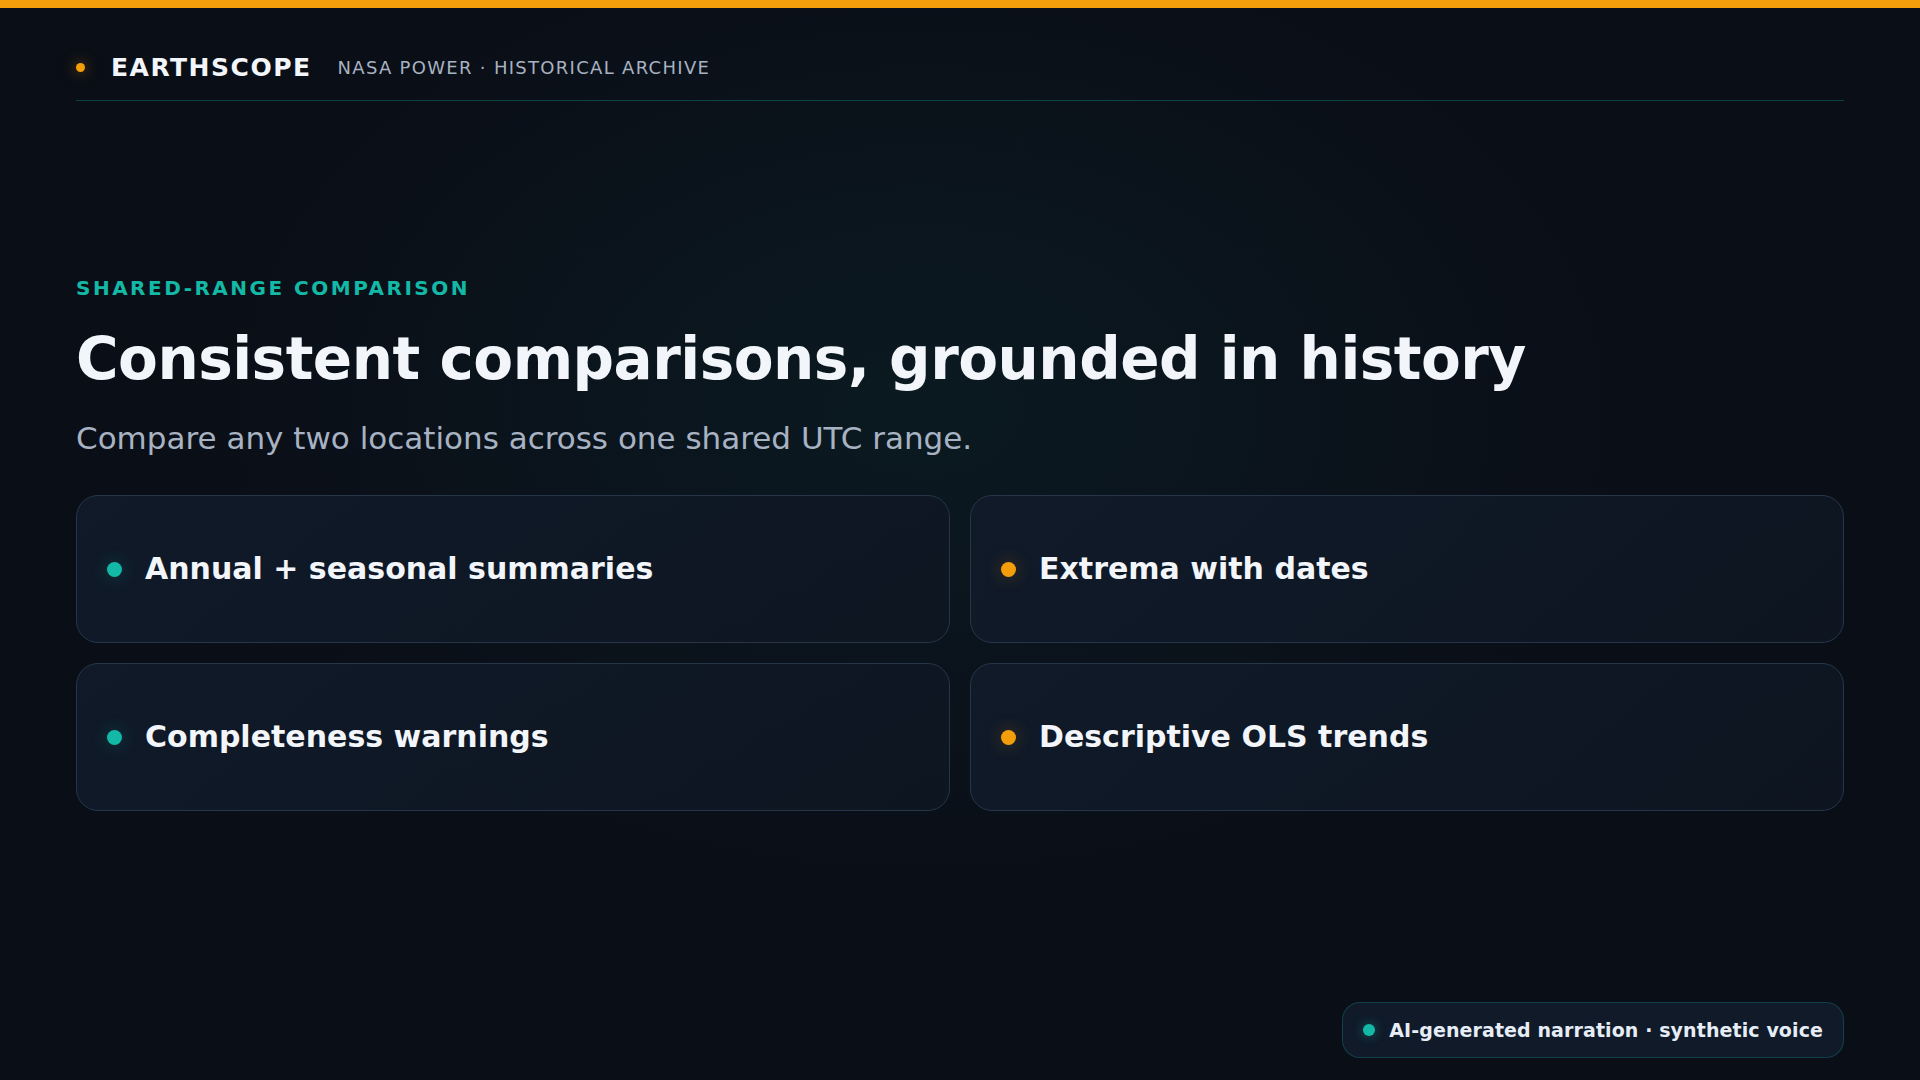 EARTHSCOPE NASA POWER · HISTORICAL ARCHIVE
SHARED-RANGE COMPARISON
Consistent comparisons, grounded in history
Compare any two locations across one shared UTC range.
Annual + seasonal summaries
Extrema with dates
Completeness warnings
Descriptive OLS trends
AI-generated narration · synthetic voice